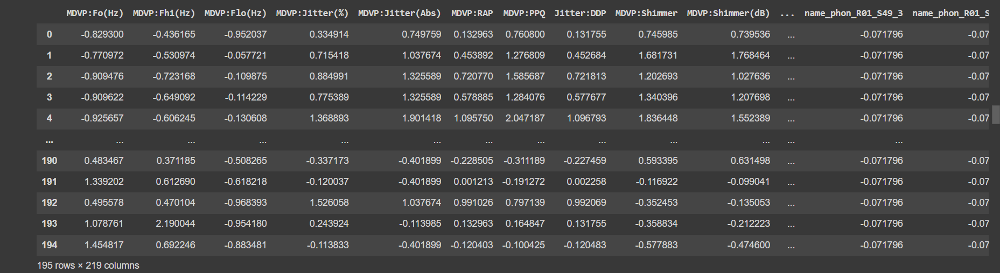 MDVP:Fo(Hz) MDVP:Fhi(Hz) MDVP:Flo(Hz) MDVP:Jitter(%) MDVP:Jitter(Abs) MDVP:RAP MDVP:PPQ Jitter:DDP MDVP:Shimmer MDVP:Shimmer(dB) ... name_phon_R01_S49_3 name_phon_R01_S
0 -0.829300 -0.436165 -0.952037 0.334914 0.749759 0.132963 0.760800 0.131755 0.745985 0.739536 ... -0.071796 -0.07
1 -0.770972 -0.530974 -0.057721 0.715418 1.037674 0.453892 1.276809 0.452684 1.681731 1.768464 ... -0.071796 -0.07
2 -0.909476 -0.723168 -0.109875 0.884991 1.325589 0.720770 1.585687 0.721813 1.202693 1.027636 ... -0.071796 -0.07
3 -0.909622 -0.649092 -0.114229 0.775389 1.325589 0.578885 1.284076 0.577677 1.340396 1.207698 ... -0.071796 -0.07
4 -0.925657 -0.606245 -0.130608 1.368893 1.901418 1.095750 2.047187 1.096793 1.836448 1.552389 ... -0.071796 -0.07
... ... ... ... ... ... ... ... ... ... ... ... ...
190 0.483467 0.371185 -0.508265 -0.337173 -0.401899 -0.228505 -0.311189 -0.227459 0.593395 0.631498 ... -0.071796 -0.07
191 1.339202 0.612690 -0.618218 -0.120037 -0.401899 0.001213 -0.191272 0.002258 -0.116922 -0.099041 ... -0.071796 -0.07
192 0.495578 0.470104 -0.968393 1.526058 1.037674 0.991026 0.797139 0.992069 -0.352453 -0.135053 ... -0.071796 -0.07
193 1.078761 2.190044 -0.954180 0.243924 -0.113985 0.132963 0.164847 0.131755 -0.358834 -0.212223 ... -0.071796 -0.07
194 1.454817 0.692246 -0.883481 -0.113833 -0.401899 -0.120403 -0.100425 -0.120483 -0.577883 -0.474600 ... -0.071796 -0.07
195 rows × 219 columns